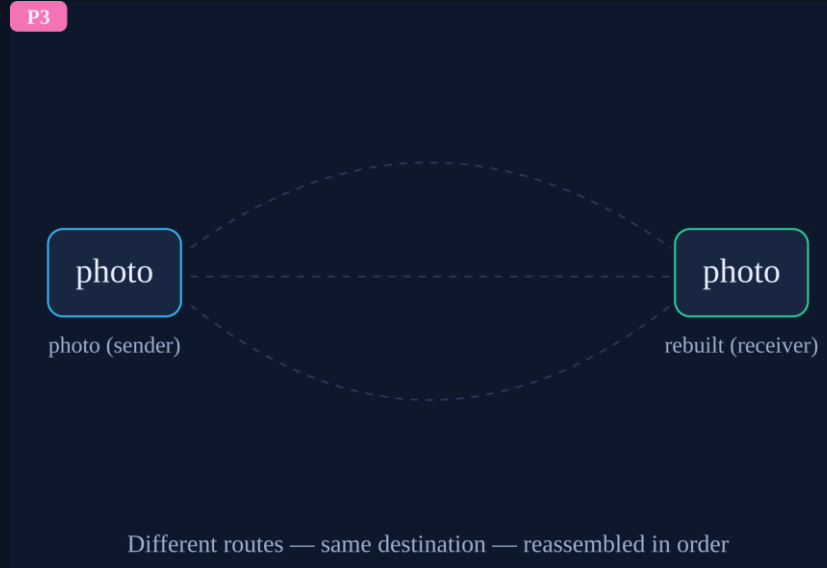 P3
photo
photo
photo (sender)
rebuilt (receiver)
Different routes — same destination — reassembled in order